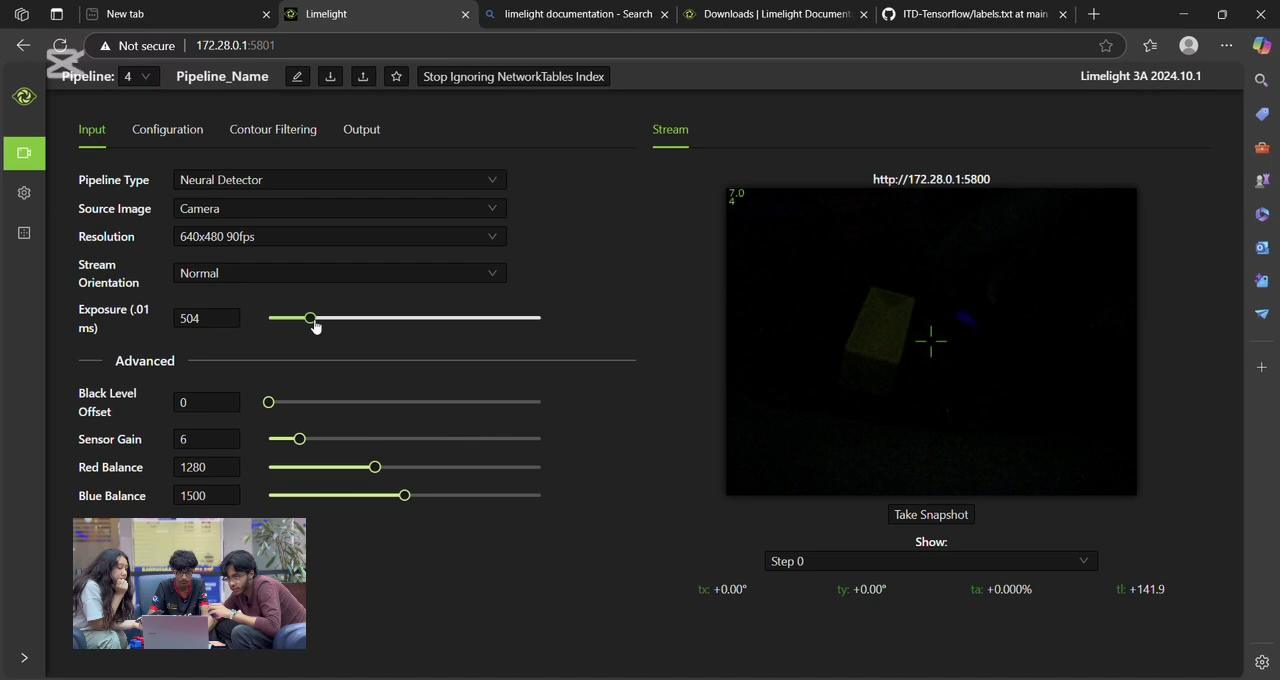 New tab
Limelight
limelight documentation - Search
Downloads | Limelight Document
ITD-Tensorflow/labels.txt at main
Not secure
172.28.0.1:5801
Pipeline:
4
Pipeline_Name
Stop Ignoring NetworkTables Index
Limelight 3A 2024.10.1
Input
Configuration
Contour Filtering
Output
Stream
Pipeline Type
Neural Detector
http://172.28.0.1:5800
7.0
4
Source Image
Camera
Resolution
640x480 90fps
Stream
Orientation
Normal
Exposure (.01
ms)
504
Advanced
Black Level
Offset
0
Sensor Gain
6
Red Balance
1280
Blue Balance
1500
Take Snapshot
Show:
Step 0
tx: +0.00°
ty: +0.00°
ta: +0.000%
tl: +141.9